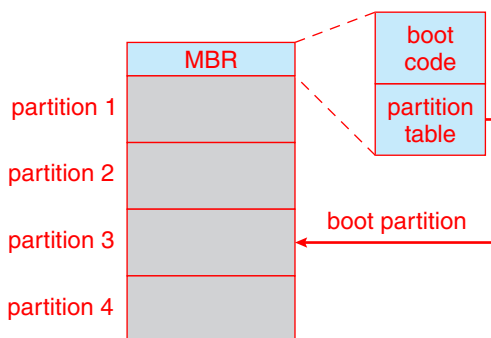 MBR
boot
code
partition
table
partition 1
partition 2
boot partition
partition 3
partition 4